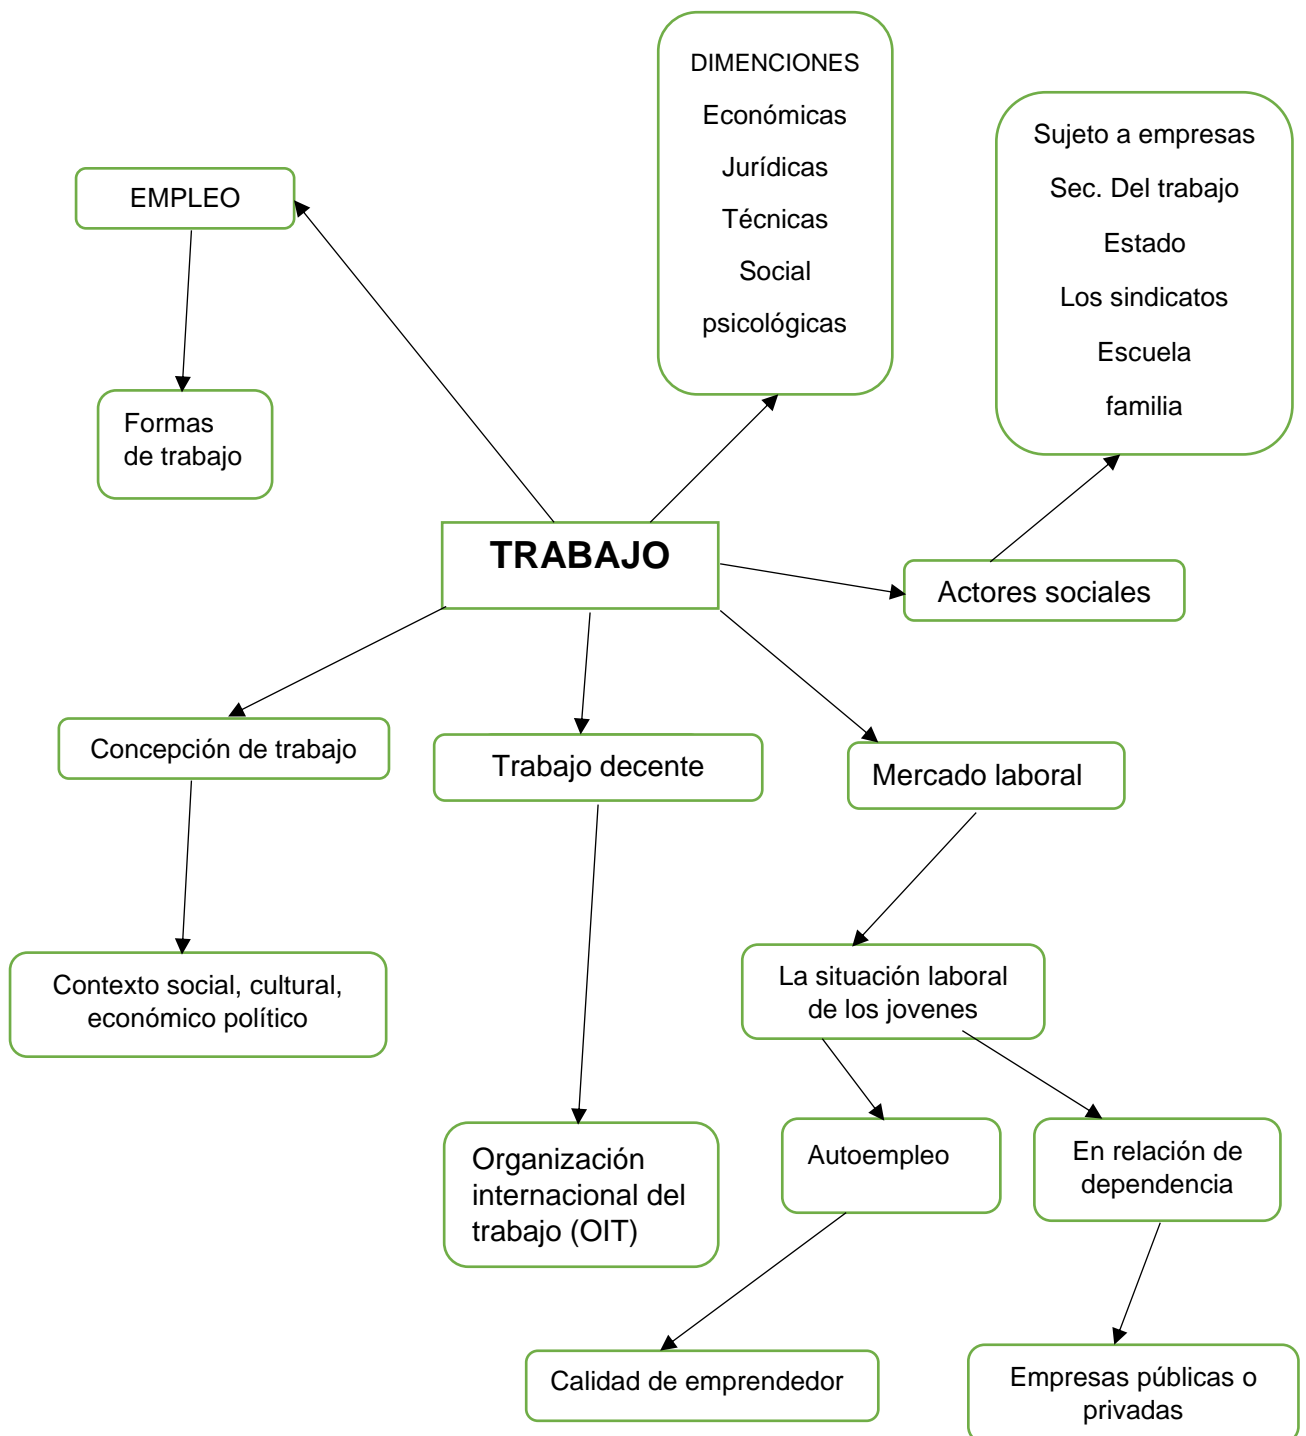 DIMENCIONES
Económicas
Jurídicas
Técnicas
Social
psicológicas
Sujeto a empresas
Sec. Del trabajo
Estado
Los sindicatos
Escuela
familia
EMPLEO
Formas
de trabajo
TRABAJO
Actores sociales
Concepción de trabajo
Trabajo decente
Mercado laboral
Contexto social, cultural,
económico político
La situación laboral
de los jovenes
Organización
internacional del
trabajo (OIT)
Autoempleo
En relación de
dependencia
Calidad de emprendedor
Empresas públicas o
privadas